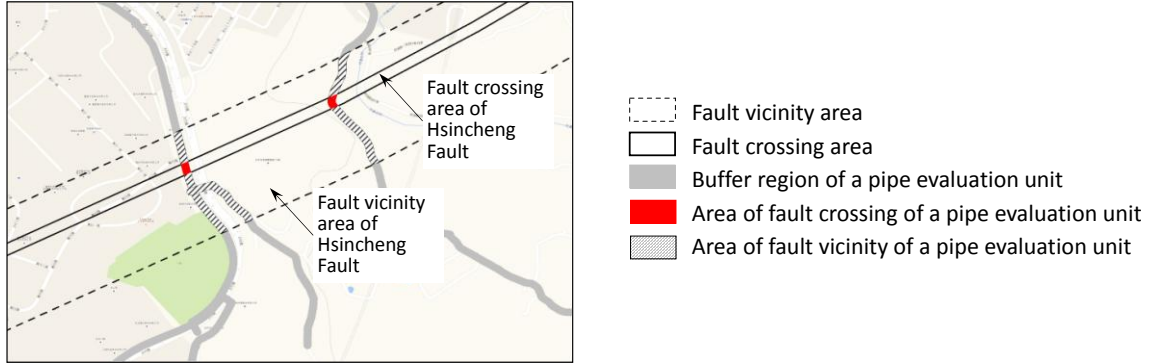 Fault crossing
area of
Hsincheng
Fault
Fault vicinity
area of
Hsincheng
Fault
Fault vicinity area
Fault crossing area
Buffer region of a pipe evaluation unit
Area of fault crossing of a pipe evaluation unit
Area of fault vicinity of a pipe evaluation unit